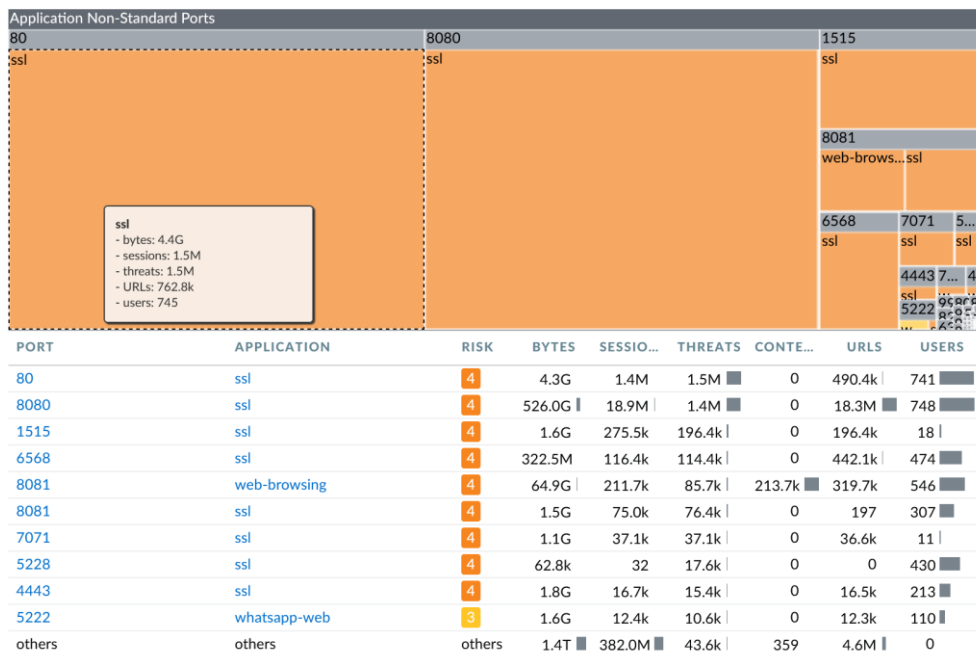 Application Non-Standard Ports
80 8080 1515
ssl ssl ssl
8081
web-brows... ssl
6568 7071 5...
ssl ssl ssl
4443 7... 4
ssl
5222
ssl
- bytes: 4.4G
- sessions: 1.5M
- threats: 1.5M
- URLs: 762.8k
- users: 745
PORT APPLICATION RISK BYTES SESSIO... THREATS CONTE... URLS USERS
80 ssl 4 4.3G 1.4M 1.5M 0 490.4k 741
8080 ssl 4 526.0G 18.9M 1.4M 0 18.3M 748
1515 ssl 4 1.6G 275.5k 196.4k 0 196.4k 18
6568 ssl 4 322.5M 116.4k 114.4k 0 442.1k 474
8081 web-browsing 4 64.9G 211.7k 85.7k 213.7k 319.7k 546
8081 ssl 4 1.5G 75.0k 76.4k 0 197 307
7071 ssl 4 1.1G 37.1k 37.1k 0 36.6k 11
5228 ssl 4 62.8k 32 17.6k 0 0 430
4443 ssl 4 1.8G 16.7k 15.4k 0 16.5k 213
5222 whatsapp-web 3 1.6G 12.4k 10.6k 0 12.3k 110
others others others 1.4T 382.0M 43.6k 359 4.6M 0